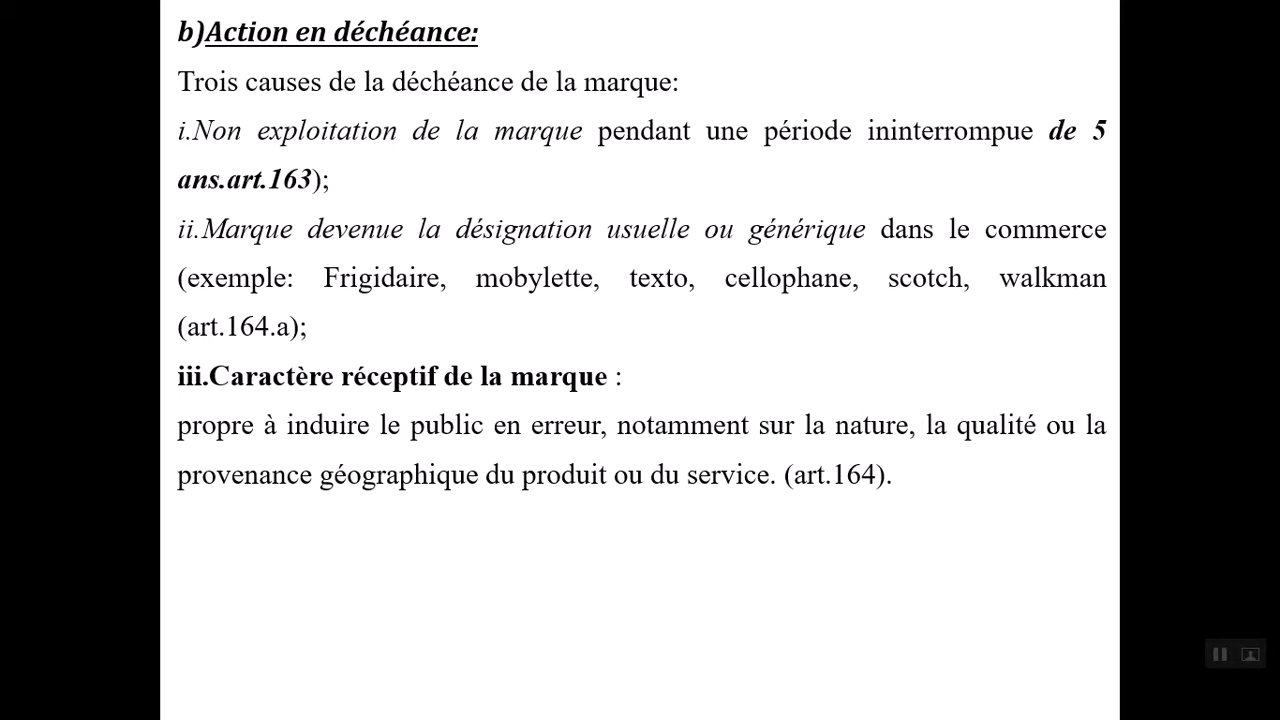 b)Action en déchéance:
Trois causes de la déchéance de la marque:
i.Non exploitation de la marque pendant une période ininterrompue de 5
ans.art.163);
ii.Marque devenue la désignation usuelle ou générique dans le commerce
(exemple: Frigidaire, mobylette, texto, cellophane, scotch, walkman
(art.164.a);
iii.Caractère réceptif de la marque :
propre à induire le public en erreur, notamment sur la nature, la qualité ou la
provenance géographique du produit ou du service. (art.164).